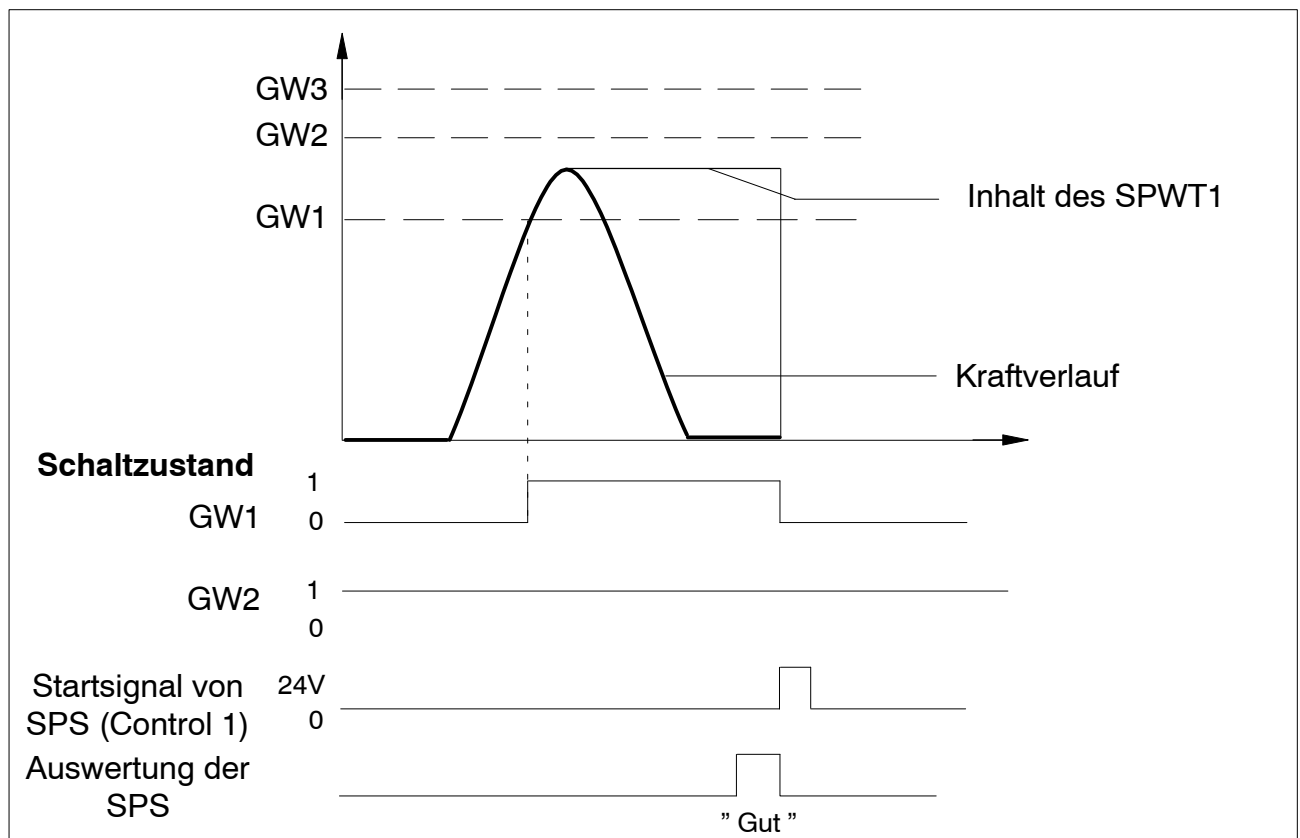 GW3
GW2
GW1
Inhalt des SPWT1
Kraftverlauf
Schaltzustand
GW1
1
0
GW2
1
0
Startsignal von
SPS (Control 1)
24V
0
Auswertung der
SPS
” Gut ”